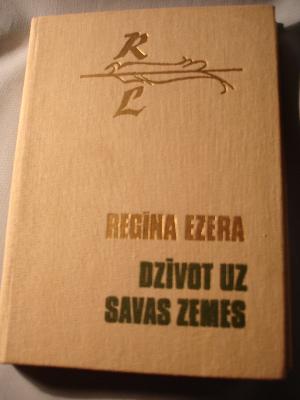 R
L
REGĪNA EZERA
DZĪVOT UZ
SAVAS ZEMES